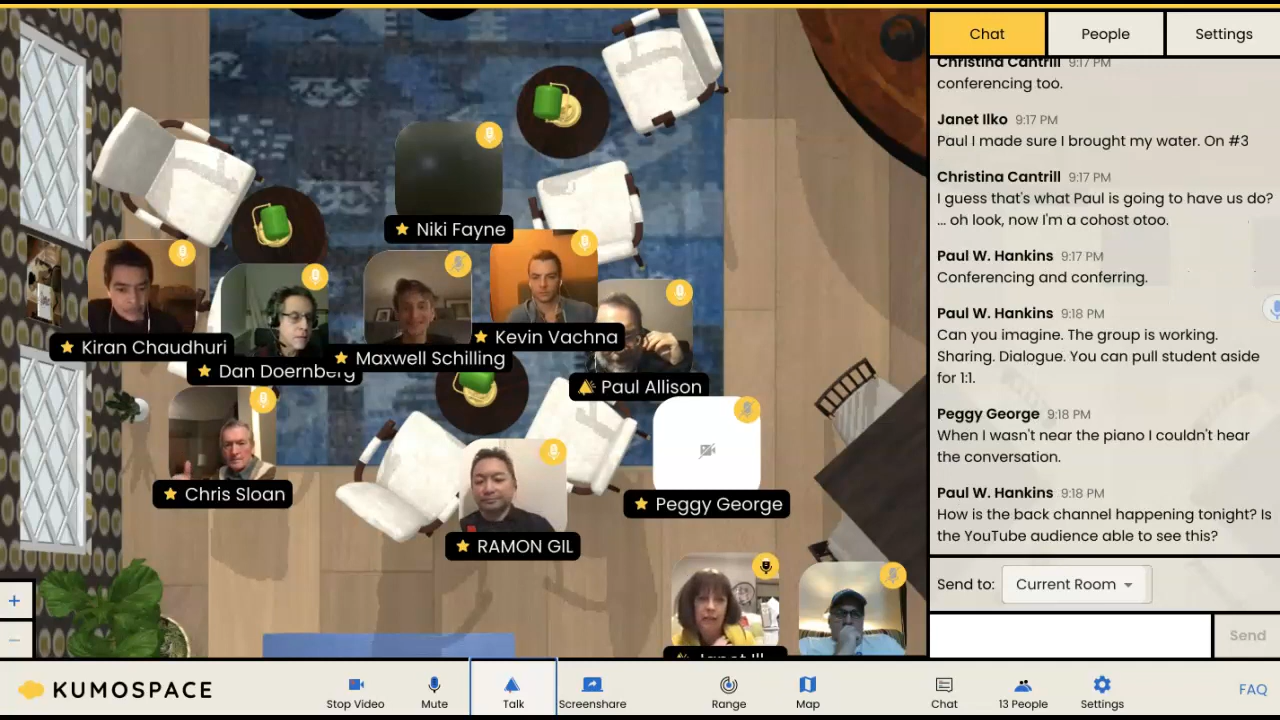 Chat
People
Settings
Christina Cantrill 9:17 PM
conferencing too.
Janet Ilko 9:17 PM
Paul I made sure I brought my water. On #3
Christina Cantrill 9:17 PM
I guess that's what Paul is going to have us do?
... oh look, now I'm a cohost otoo.
Paul W. Hankins 9:17 PM
Conferencing and conferring.
Paul W. Hankins 9:18 PM
Can you imagine. The group is working.
Sharing. Dialogue. You can pull student aside
for 1:1.
Peggy George 9:18 PM
When I wasn't near the piano I couldn't hear
the conversation.
Paul W. Hankins 9:18 PM
How is the back channel happening tonight? Is
the YouTube audience able to see this?
Send to:
Current Room
Send
Niki Fayne
Kiran Chaudhuri
Dan Doernberg
Maxwell Schilling
Kevin Vachna
Paul Allison
Chris Sloan
Peggy George
RAMON GIL
Janet Ill
+
−
KUMOSPACE
Stop Video
Mute
Talk
Screenshare
Range
Map
Chat
13 People
Settings
FAQ